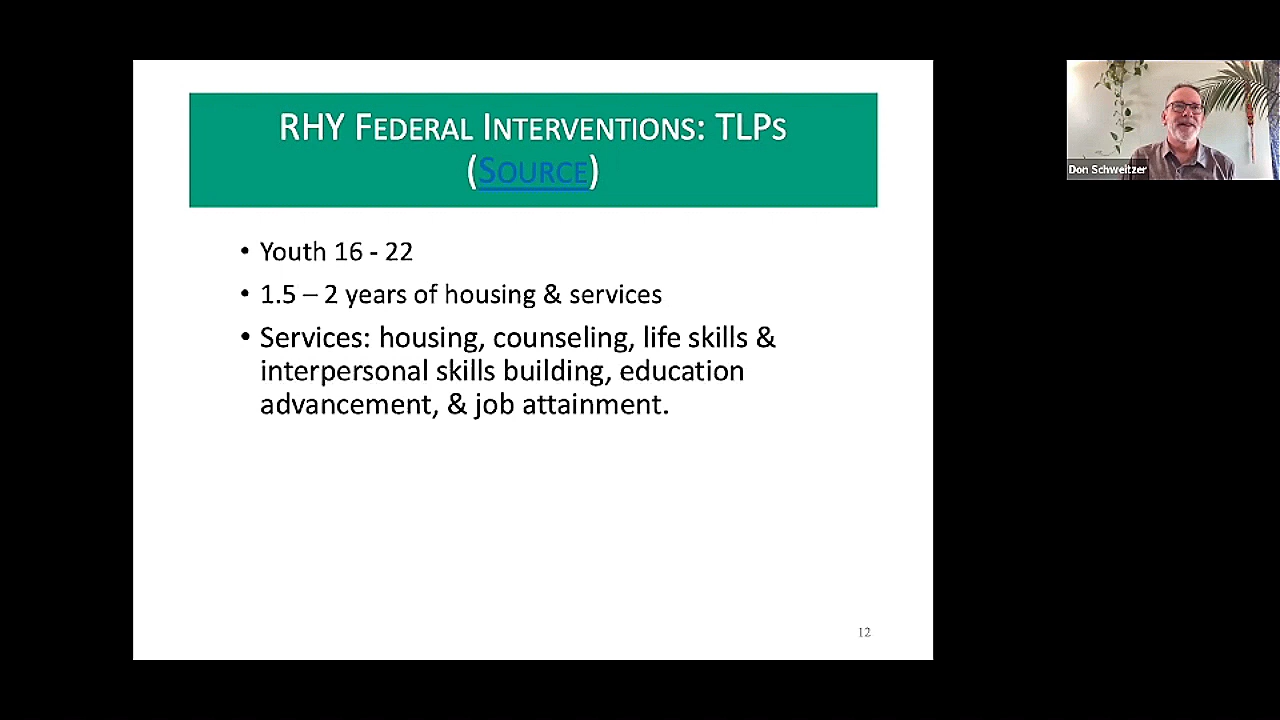 RHY FEDERAL INTERVENTIONS: TLPS
(SOURCE)
• Youth 16 - 22
• 1.5 – 2 years of housing & services
• Services: housing, counseling, life skills &
interpersonal skills building, education
advancement, & job attainment.
12
Don Schweitzer